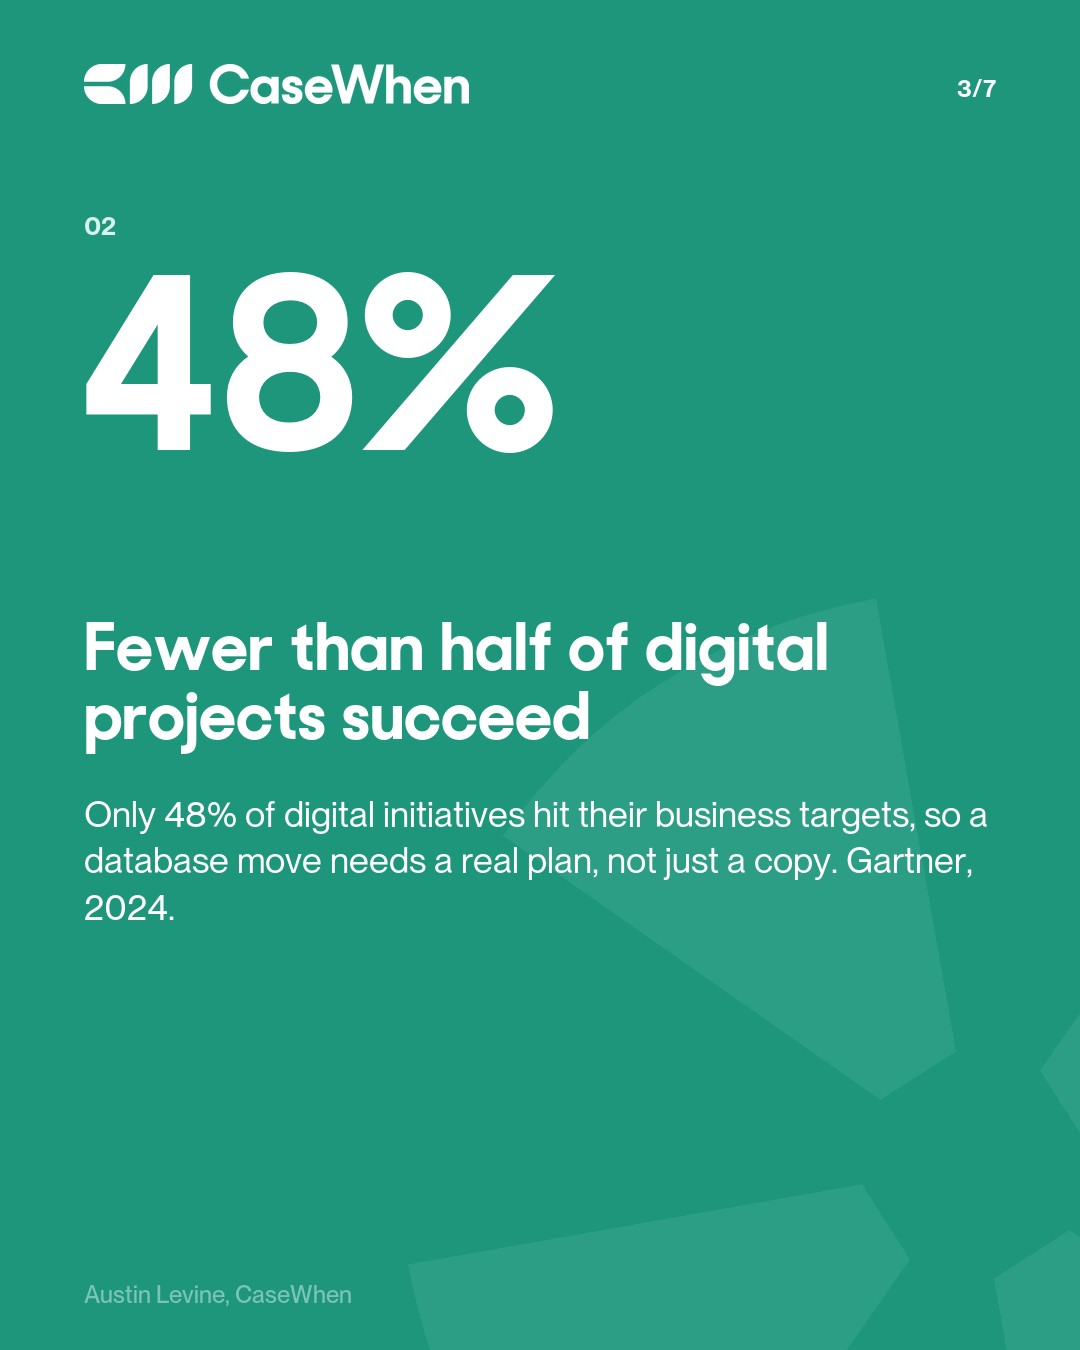 CaseWhen
3/7
02
48%
Fewer than half of digital
projects succeed
Only 48% of digital initiatives hit their business targets, so a
database move needs a real plan, not just a copy. Gartner,
2024.
Austin Levine, CaseWhen